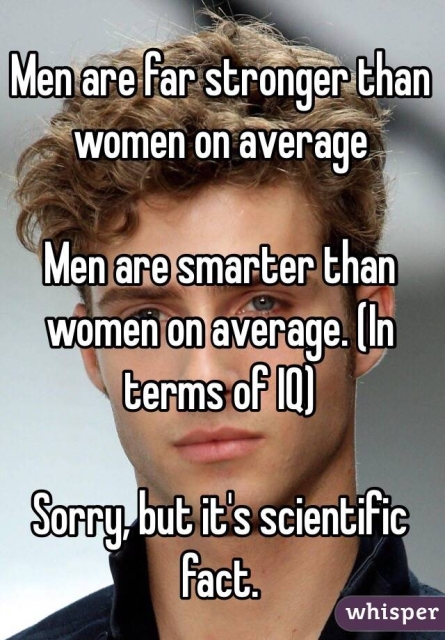 Men are far stronger than
women on average
Men are smarter than
women on average. (In
terms of IQ)
Sorry, but it's scientific
fact.
whisper